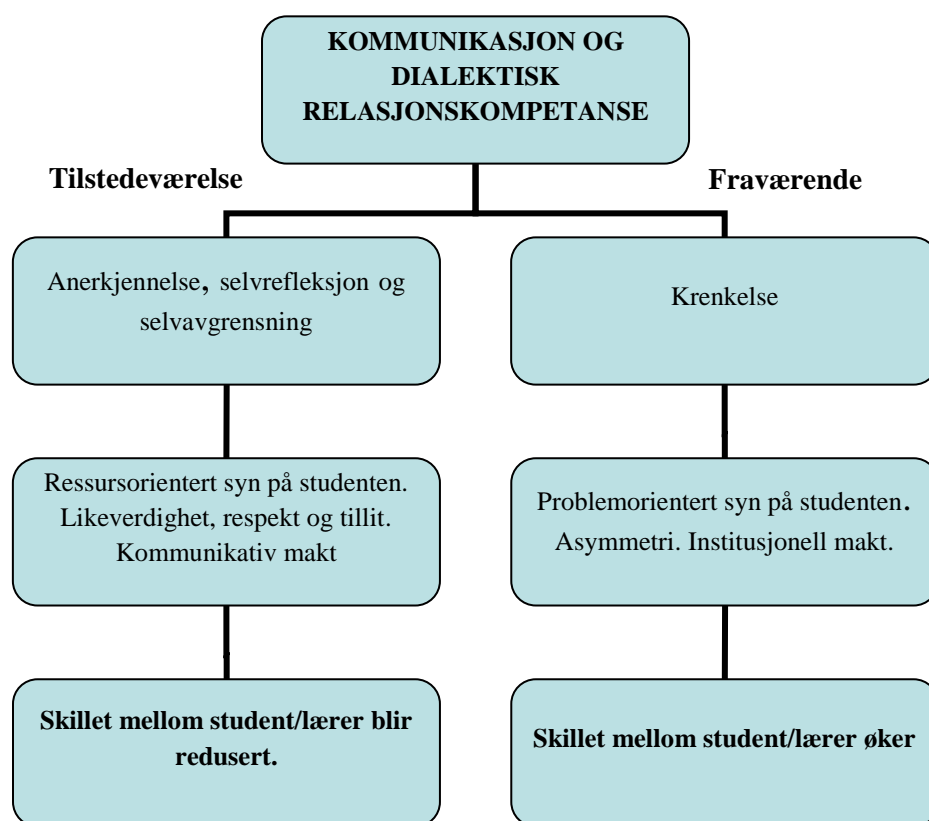 KOMMUNIKASJON OG
DIALEKTISK
RELASJONSKOMPETANSE
Tilstedeværelse
Fraværende
Anerkjennelse, selvrefleksjon og
selvavgrensning
Krenkelse
Ressursorientert syn på studenten.
Likeverdighet, respekt og tillit.
Kommunikativ makt
Problemorientert syn på studenten.
Asymmetri. Institusjonell makt.
Skillet mellom student/lærer blir
redusert.
Skillet mellom student/lærer øker